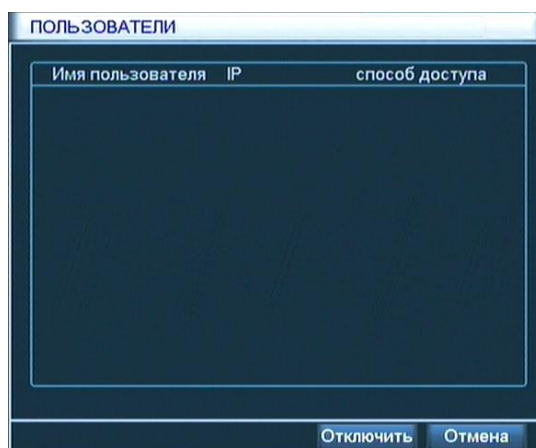 ПОЛЬЗОВАТЕЛИ
Имя пользователя IP способ доступа
Отключить Отмена